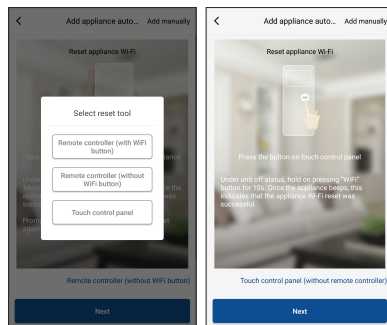 Add appliance auto... Add manually
Reset appliance Wi-Fi
Select reset tool
Remote controller (with WiFi
button)
Remote controller (without
WiFi button)
Touch control panel
Remote controller (without WiFi button)
Next
Add appliance auto... Add manually
Reset appliance Wi-Fi
WiFi
Press the button on touch control panel
Under unit off status, hold on pressing "WiFi"
button for 10s. Once the appliance beeps, this
indicates that the appliance WiFi reset was
successful.
Touch control panel (without remote controller)
Next